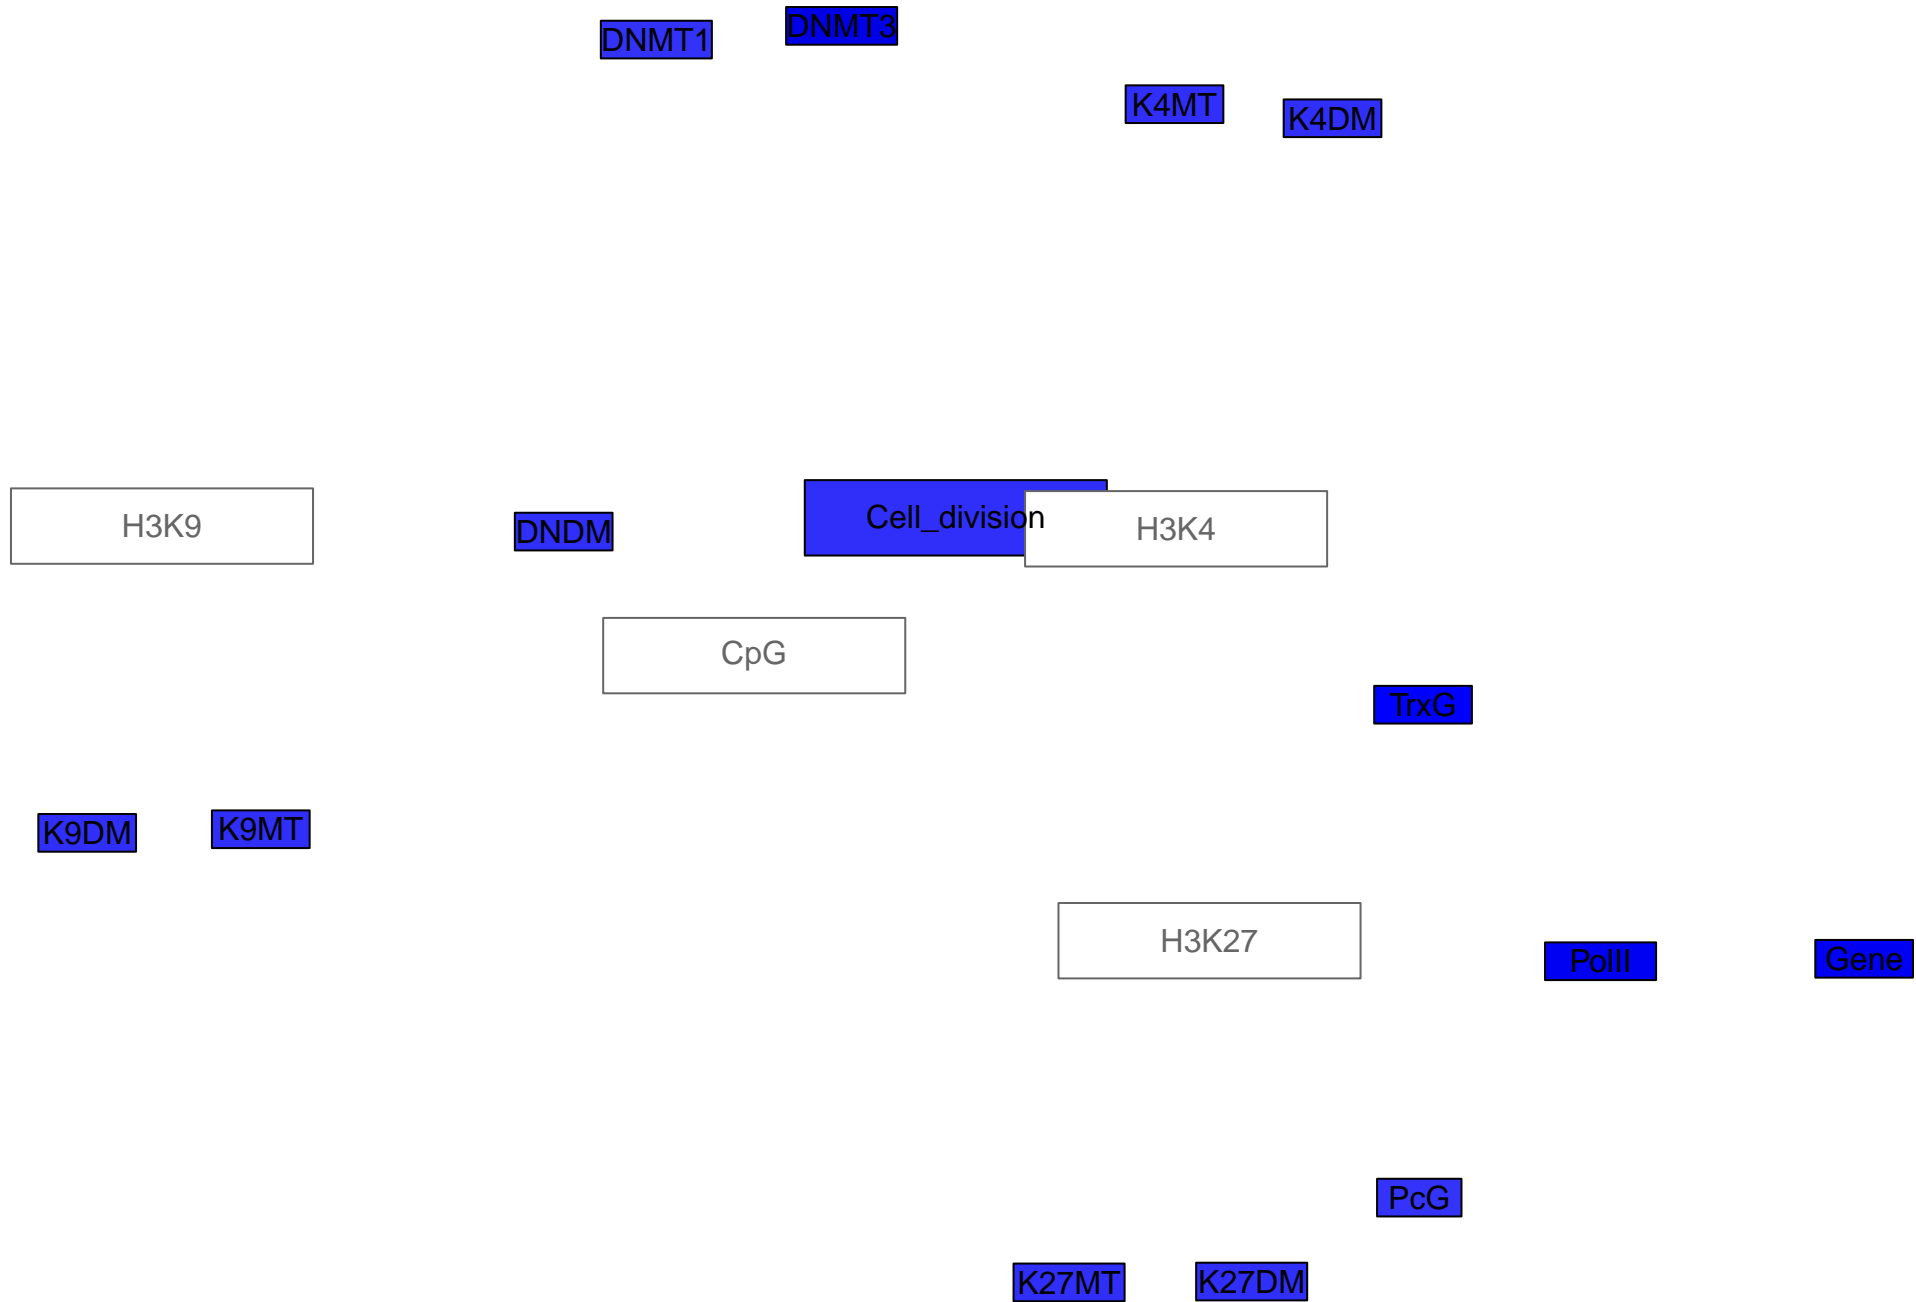 DNMT1
DNMT3
K4MT
K4DM
H3K9
DNDM
Cell_division
H3K4
CpG
TrxG
K9DM
K9MT
H3K27
PolII
Gene
PcG
K27MT
K27DM